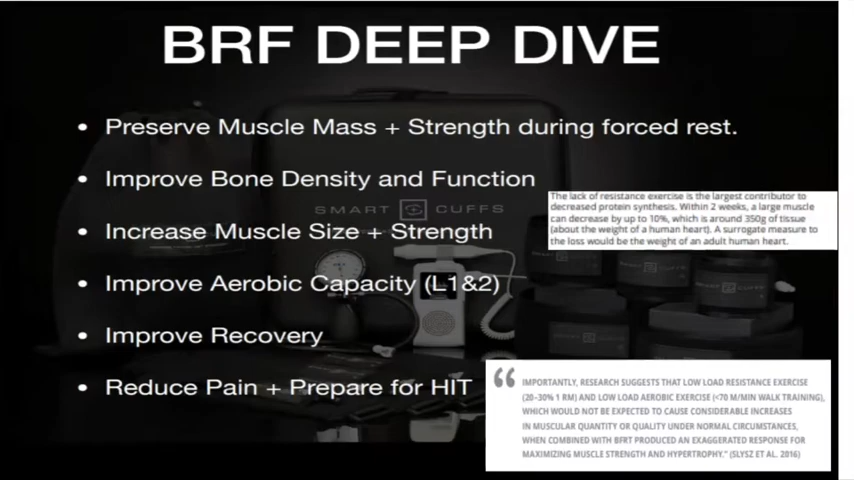 BRF DEEP DIVE
• Preserve Muscle Mass + Strength during forced rest.
• Improve Bone Density and Function
SMART CUFFS
• Increase Muscle Size + Strength
• Improve Aerobic Capacity (L1&2)
• Improve Recovery
• Reduce Pain + Prepare for HIT
The lack of resistance exercise is the largest contributor to
decreased protein synthesis. Within 2 weeks, a large muscle
can decrease by up to 10%, which is around 350g of tissue
(about the weight of a human heart). A surrogate measure to
the loss would be the weight of an adult human heart.
SMART CUFFS
“ IMPORTANTLY, RESEARCH SUGGESTS THAT LOW LOAD RESISTANCE EXERCISE
(20-30% 1 RM) AND LOW LOAD AEROBIC EXERCISE (<70 M/MIN WALK TRAINING),
WHICH WOULD NOT BE EXPECTED TO CAUSE CONSIDERABLE INCREASES
IN MUSCULAR QUANTITY OR QUALITY UNDER NORMAL CIRCUMSTANCES,
WHEN COMBINED WITH BFRT PRODUCED AN EXAGGERATED RESPONSE FOR
MAXIMIZING MUSCLE STRENGTH AND HYPERTROPHY.” (SLYSZ ET AL. 2016)